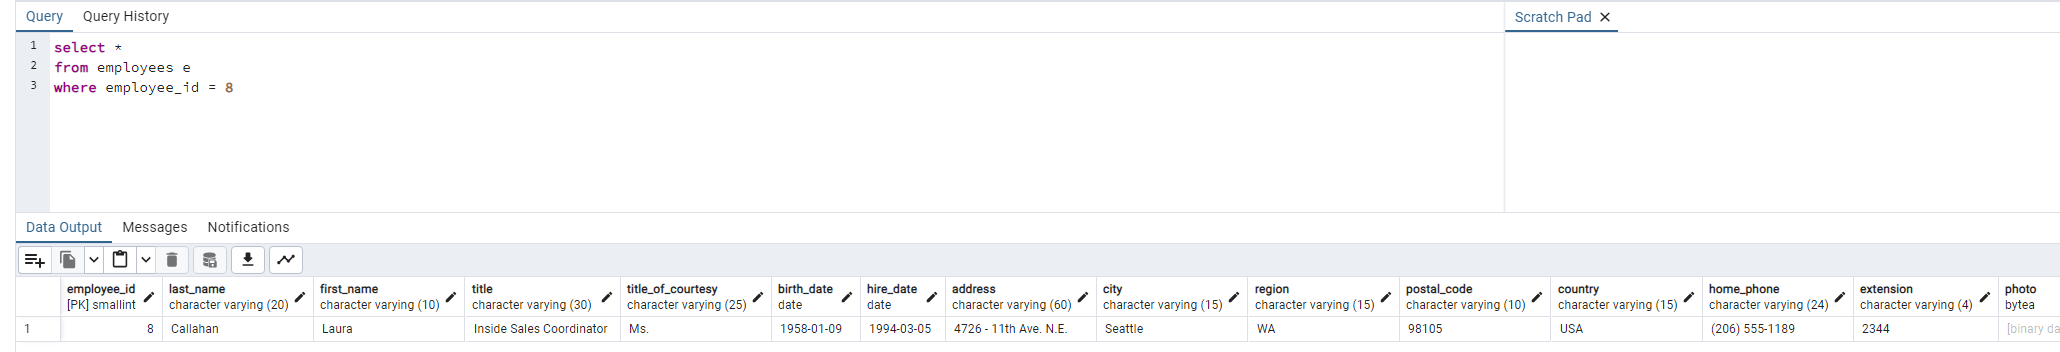 Query Query History
Scratch Pad
1 select *
2 from employees e
3 where employee_id = 8
Data Output Messages Notifications
employee_id last_name first_name title title_of_courtesy birth_date hire_date address city region postal_code country home_phone extension photo
[PK] smallint character varying (20) character varying (10) character varying (30) character varying (25) date date character varying (60) character varying (15) character varying (15) character varying (10) character varying (15) character varying (24) character varying (4) bytea
1 8 Callahan Laura Inside Sales Coordinator Ms. 1958-01-09 1994-03-05 4726 - 11th Ave. N.E. Seattle WA 98105 USA (206) 555-1189 2344 [binary da